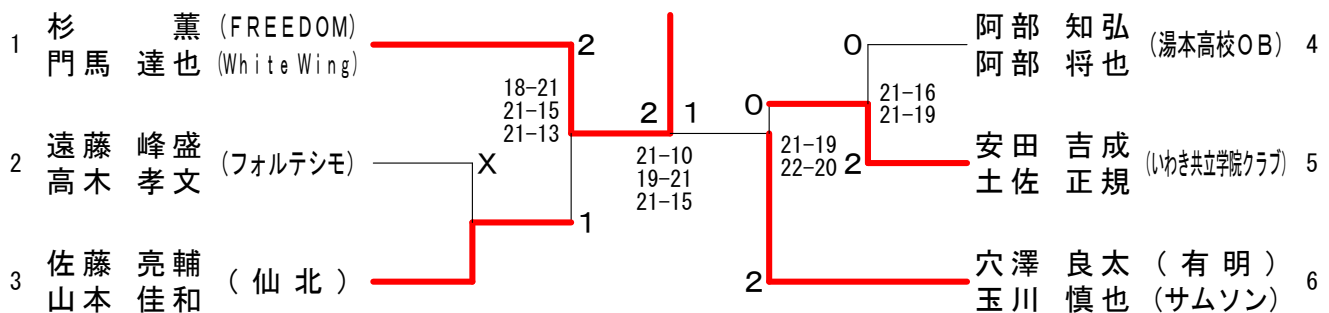 1 杉 薫 (FREEDOM)
門馬 達也 (White Wing)
2 遠藤 峰盛 (フォルテシモ)
高木 孝文
3 佐藤 亮輔 (仙北)
山本 佳和
2
18-21
21-15
21-13
X
1
2 1
21-10
19-21
21-15
0
21-19
22-20
2
0
21-16
21-19
2
阿部 知弘 (湯本高校OB) 4
阿部 将也
安田 吉成 (いわき共立学院クラブ) 5
土佐 正規
穴澤 良太 (有明) 6
玉川 慎也 (サムソン)